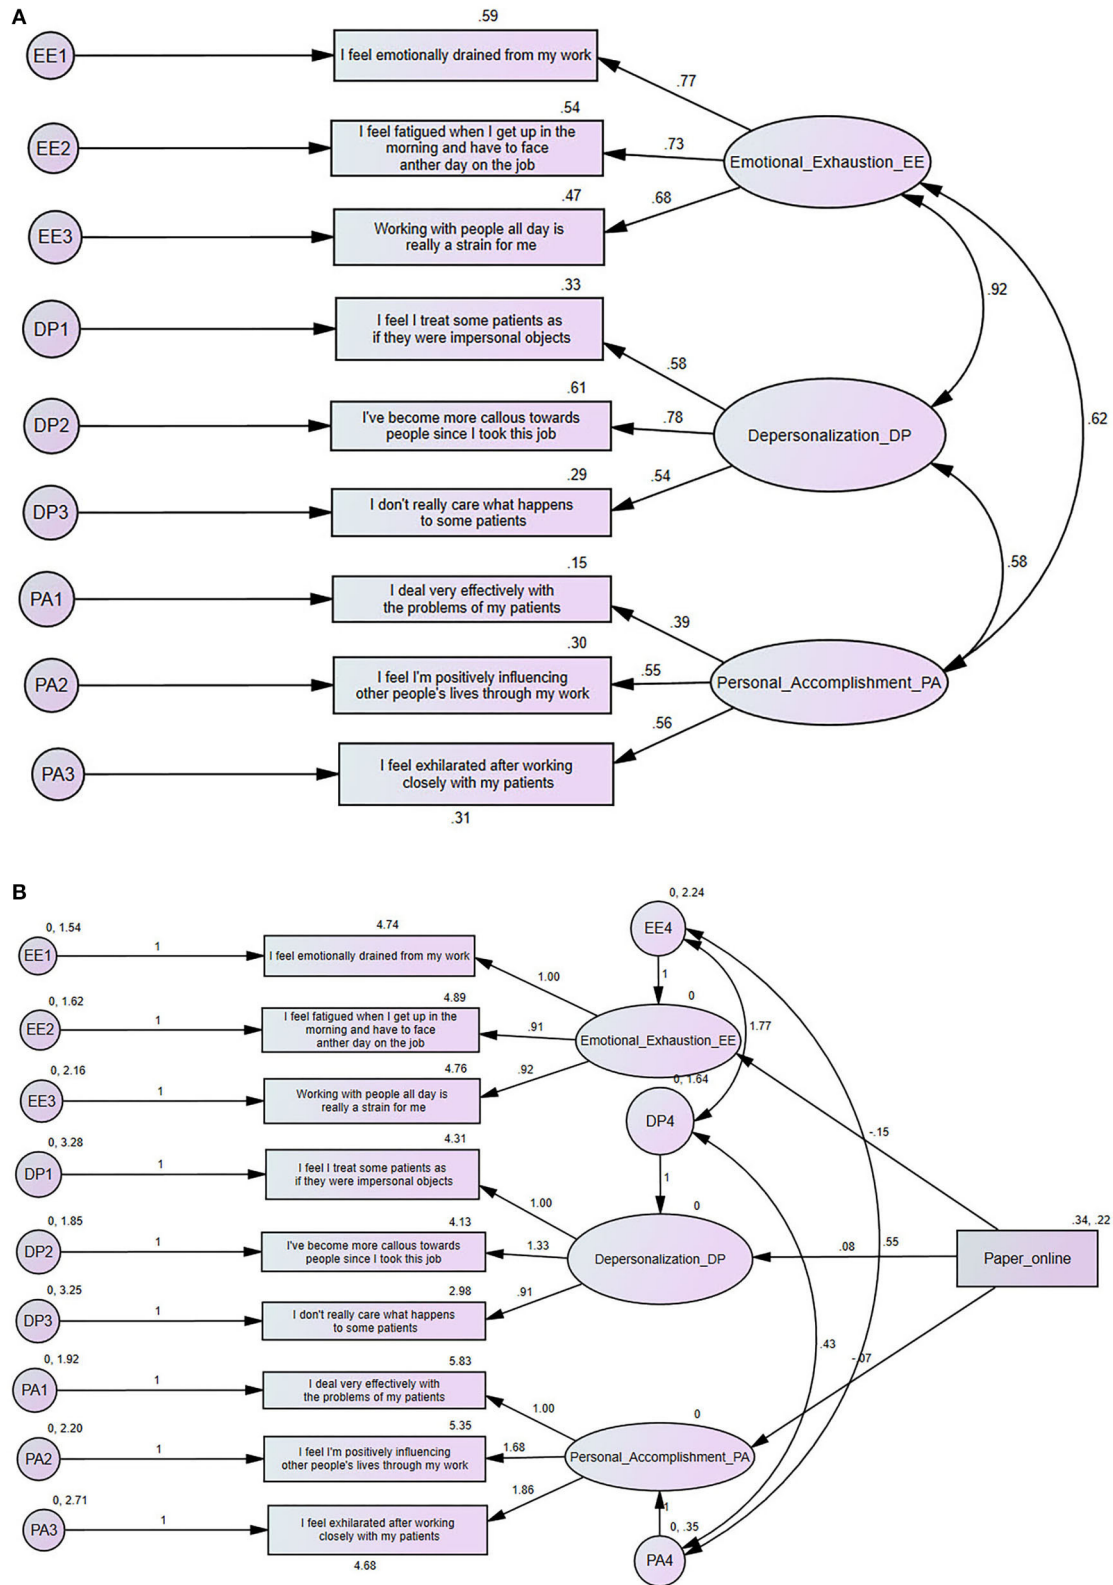 A
.59
EE1
I feel emotionally drained from my work
.77
.54
EE2
I feel fatigued when I get up in the
morning and have to face
anther day on the job
.73
Emotional_Exhaustion_EE
.47
.68
EE3
Working with people all day is
really a strain for me
.33
.92
DP1
I feel I treat some patients as
if they were impersonal objects
.58
.61
DP2
I've become more callous towards
people since I took this job
.78
Depersonalization_DP
.62
.29
.54
DP3
I don't really care what happens
to some patients
.15
.58
PA1
I deal very effectively with
the problems of my patients
.39
.30
PA2
I feel I'm positively influencing
other people's lives through my work
.55
Personal_Accomplishment_PA
.56
PA3
I feel exhilarated after working
closely with my patients
.31
B
0, 2.24
0, 1.54
4.74
EE4
EE1
1
I feel emotionally drained from my work
1.00
1
0, 1.62
4.89
0
EE2
1
I feel fatigued when I get up in the
morning and have to face
anther day on the job
.91
Emotional_Exhaustion_EE
1.77
0, 2.16
4.76
.92
0, 1.64
EE3
1
Working with people all day is
really a strain for me
DP4
-.15
0, 3.28
4.31
DP1
1
I feel I treat some patients as
if they were impersonal objects
1
1.00
0
.34, .22
0, 1.85
4.13
DP2
1
I've become more callous towards
people since I took this job
1.33
Depersonalization_DP
.08
.55
Paper_online
0, 3.25
2.98
.91
DP3
1
I don't really care what happens
to some patients
.43
-.07
0, 1.92
5.83
PA1
1
I deal very effectively with
the problems of my patients
1.00
0
0, 2.20
5.35
PA2
1
I feel I'm positively influencing
other people's lives through my work
1.68
Personal_Accomplishment_PA
1.86
0, 2.71
1
PA3
1
I feel exhilarated after working
closely with my patients
0, .35
4.68
PA4